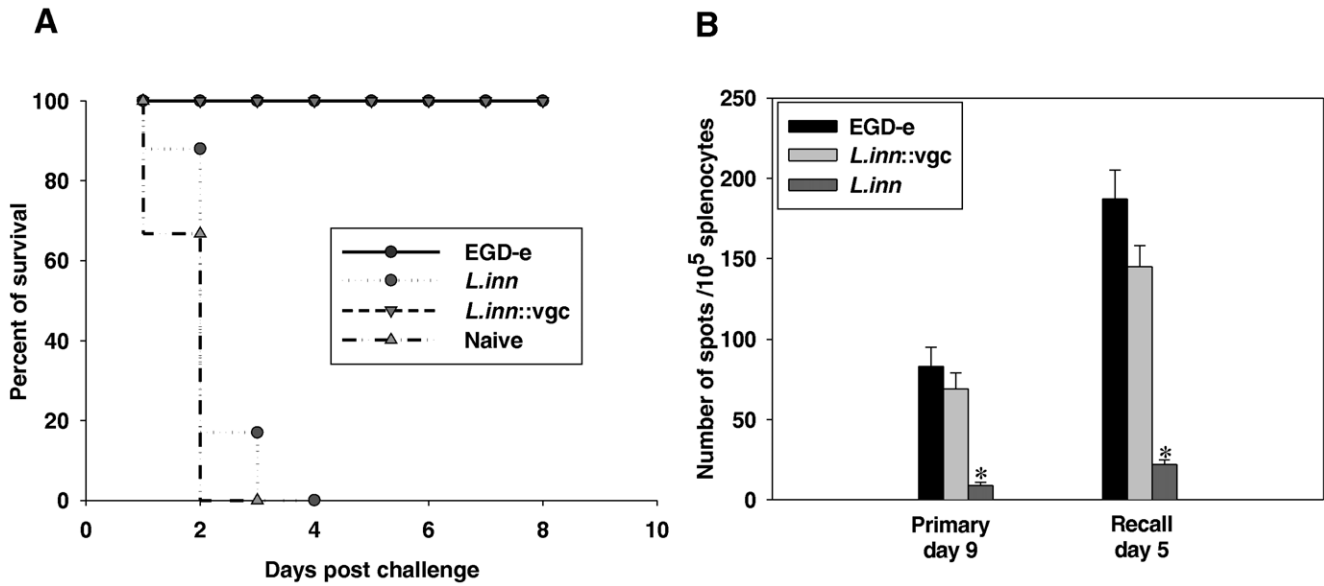 A
Percent of survival
100
80
60
40
20
0
0 2 4 6 8 10
Days post challenge
EGD-e
L.inn
L.inn::vgc
Naive
B
Number of spots /10⁵ splenocytes
250
200
150
100
50
0
EGD-e
L.inn::vgc
L.inn
*
*
Primary
day 9
Recall
day 5